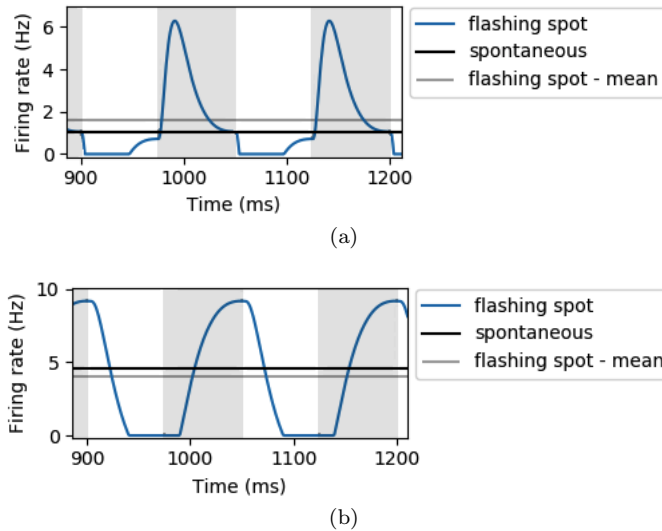 6
4
2
0
Firing rate (Hz)
900
1000
1100
1200
Time (ms)
flashing spot
spontaneous
flashing spot - mean
(a)
10
5
0
Firing rate (Hz)
900
1000
1100
1200
Time (ms)
flashing spot
spontaneous
flashing spot - mean
(b)